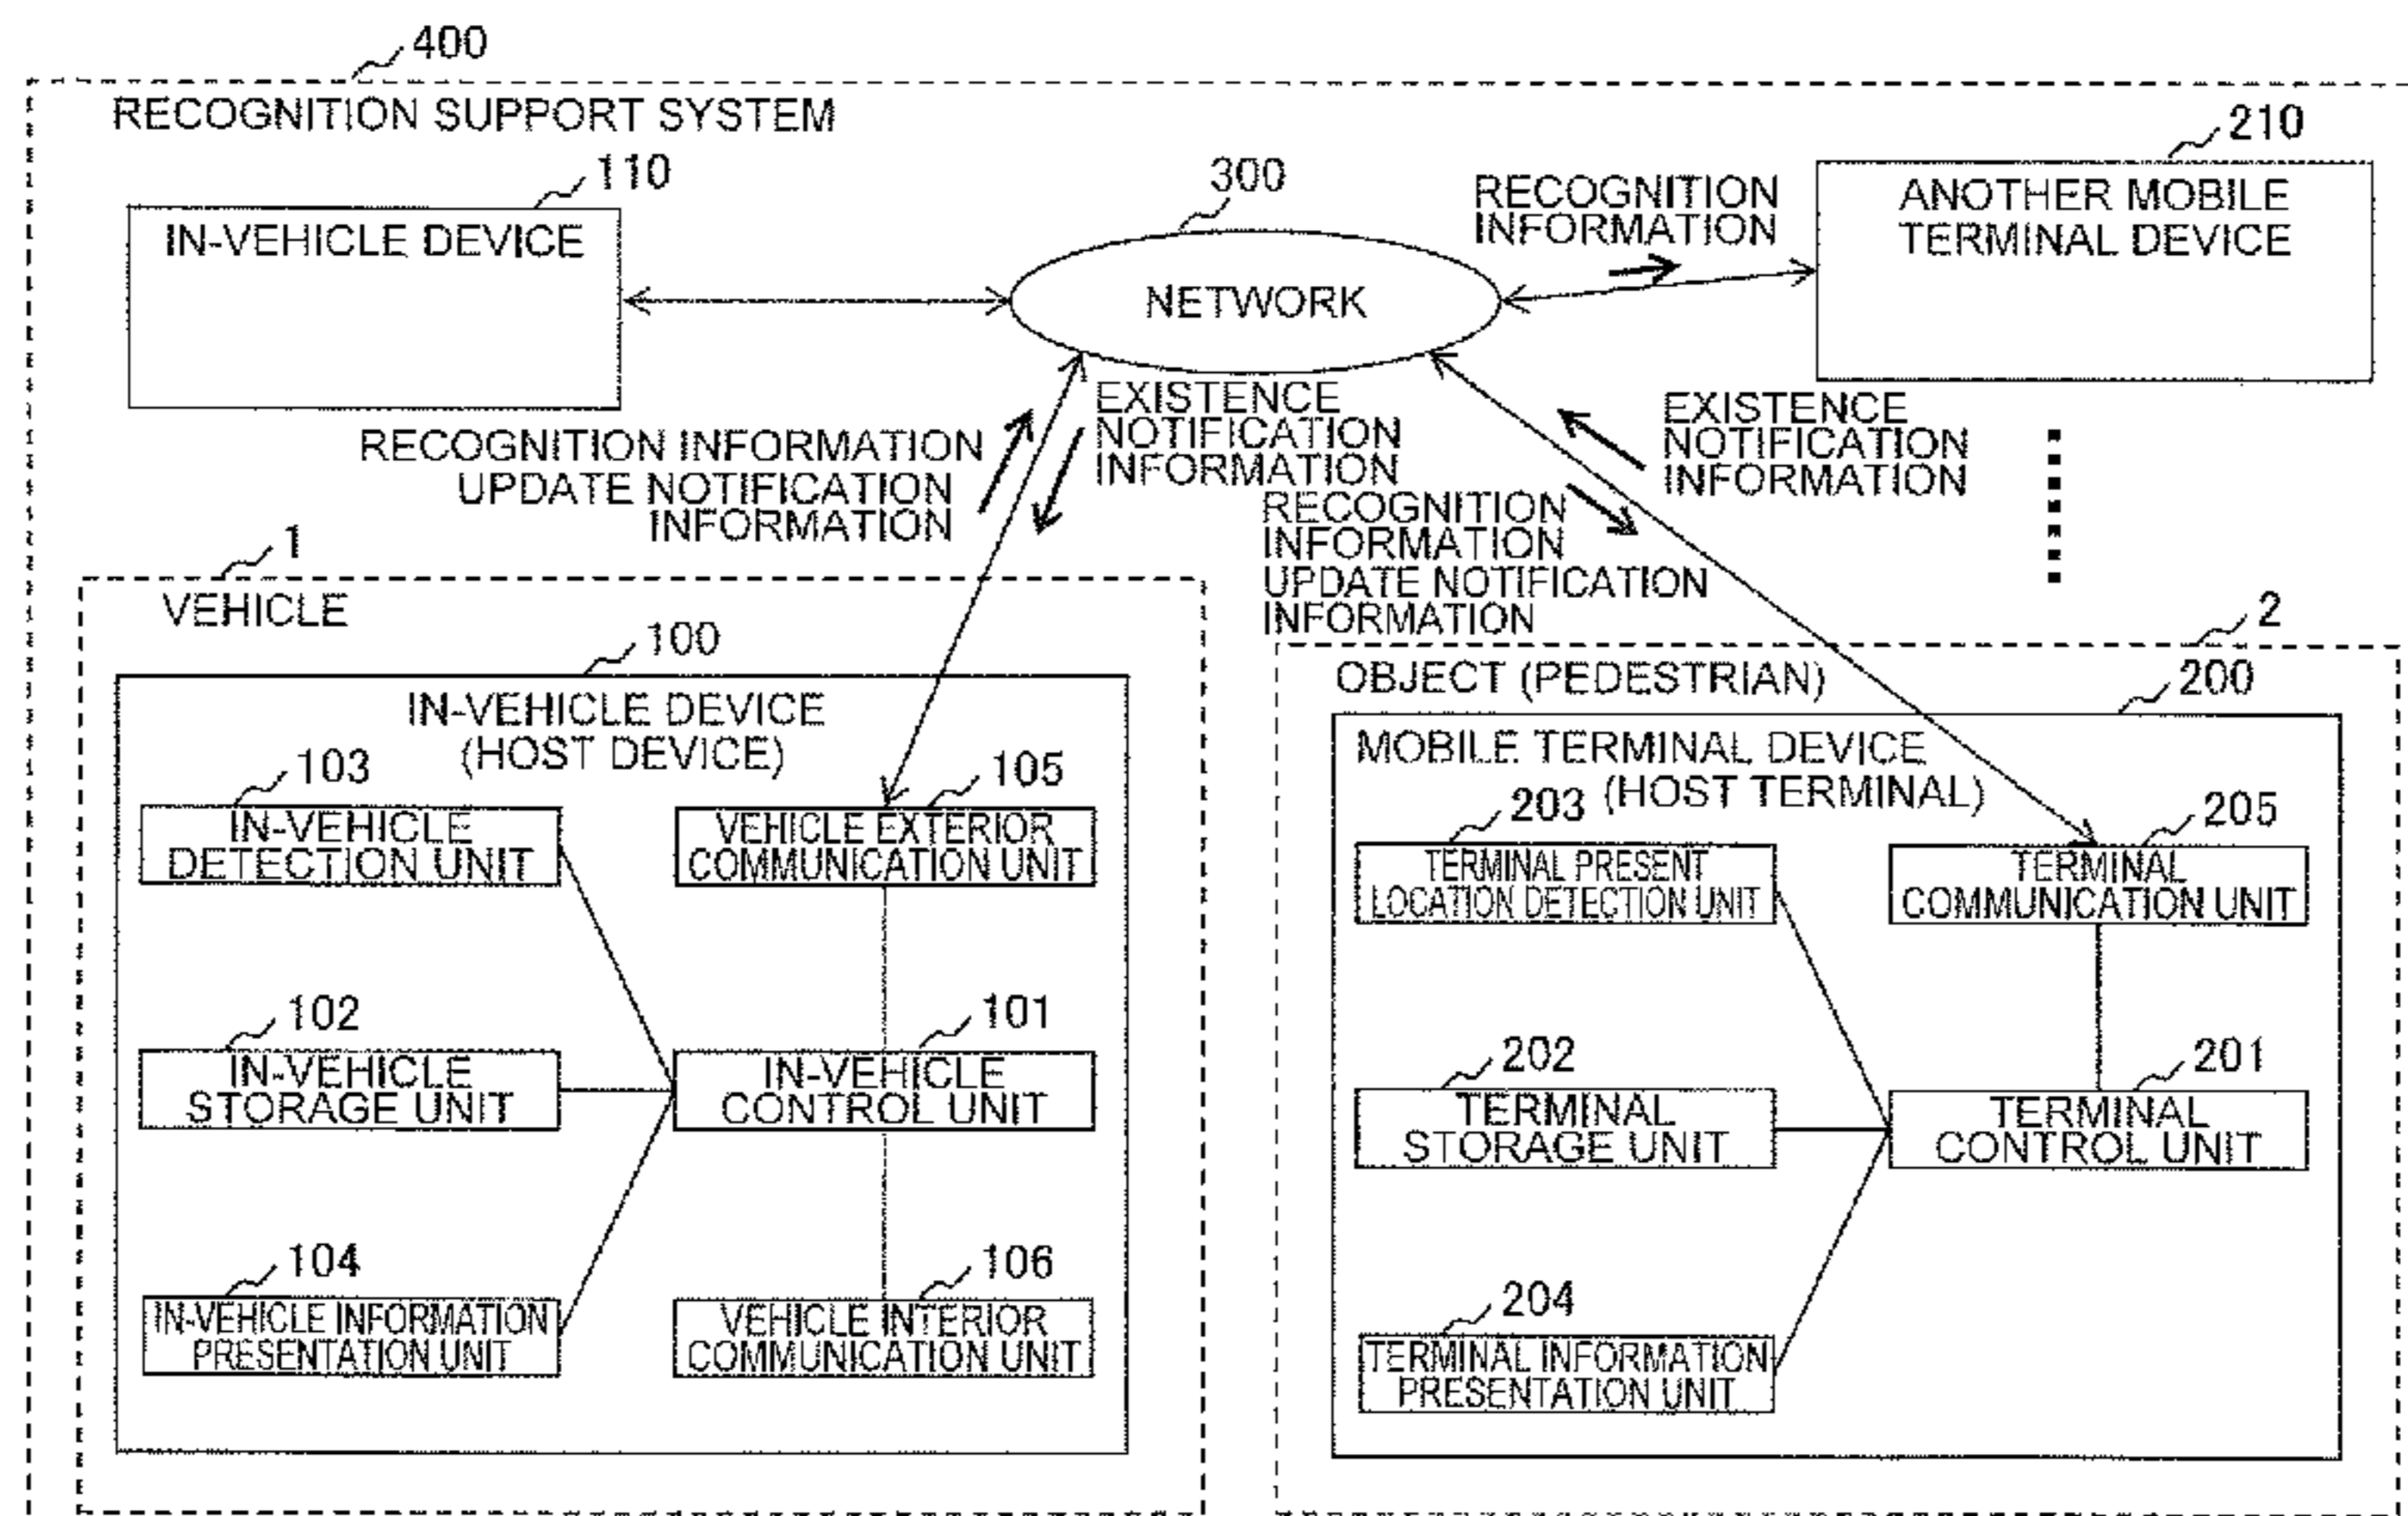 400
RECOGNITION SUPPORT SYSTEM
110
IN-VEHICLE DEVICE
300
NETWORK
RECOGNITION
INFORMATION
210
ANOTHER MOBILE
TERMINAL DEVICE
RECOGNITION INFORMATION
UPDATE NOTIFICATION
INFORMATION
EXISTENCE
NOTIFICATION
INFORMATION
RECOGNITION
INFORMATION
UPDATE NOTIFICATION
INFORMATION
EXISTENCE
NOTIFICATION
INFORMATION
1
VEHICLE
100
IN-VEHICLE DEVICE
(HOST DEVICE)
103
IN-VEHICLE
DETECTION UNIT
105
VEHICLE EXTERIOR
COMMUNICATION UNIT
102
IN-VEHICLE
STORAGE UNIT
101
IN-VEHICLE
CONTROL UNIT
104
IN-VEHICLE INFORMATION
PRESENTATION UNIT
106
VEHICLE INTERIOR
COMMUNICATION UNIT
2
OBJECT (PEDESTRIAN)
200
MOBILE TERMINAL DEVICE
(HOST TERMINAL)
203
TERMINAL PRESENT
LOCATION DETECTION UNIT
205
TERMINAL
COMMUNICATION UNIT
202
TERMINAL
STORAGE UNIT
201
TERMINAL
CONTROL UNIT
204
TERMINAL INFORMATION
PRESENTATION UNIT